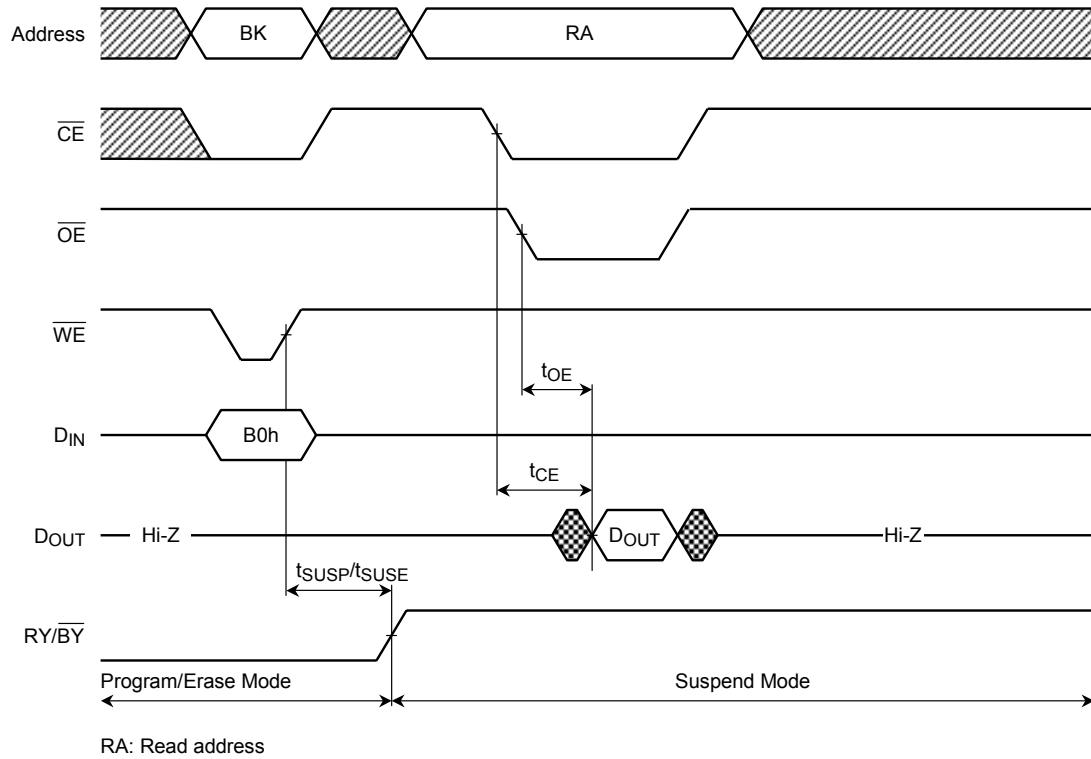 Address BK RA
CE
OE
WE
tOE
DIN B0h
tCE
DOUT Hi-Z DOUT Hi-Z
tSUSP/tSUSE
RY/BY
Program/Erase Mode Suspend Mode
RA: Read address